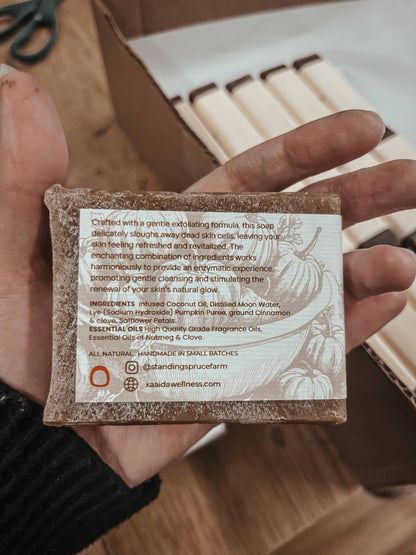 Crafted with a gentle exfoliating formula, this soap
delicately sloughs away dead skin cells, leaving your
skin feeling refreshed and revitalized. The
enchanting combination of ingredients works
harmoniously to provide an enzymatic experience,
promoting gentle cleansing and stimulating the
renewal of your skin's natural glow.
INGREDIENTS Infused Coconut Oil, Distilled Moon Water,
Lye (Sodium Hydroxide) Pumpkin Puree, ground Cinnamon
& clove, Safflower Petals
ESSENTIAL OILS High Quality Grade Fragrance Oils,
Essential Oils of Nutmeg & Clove.
ALL NATURAL. HANDMADE IN SMALL BATCHES
@standingsprucefarm
xaaidawellness.com